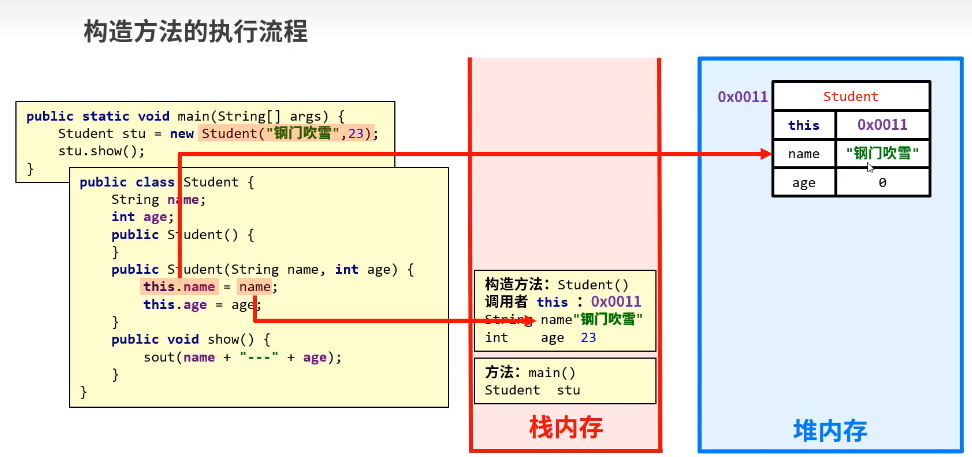 构造方法的执行流程
public static void main(String[] args) {
Student stu = new Student("钢门吹雪",23);
stu.show();
}
public class Student {
String name;
int age;
public Student() {
}
public Student(String name, int age) {
this.name = name;
this.age = age;
}
public void show() {
sout(name + "---" + age);
}
}
构造方法：Student()
调用者 this ：0x0011
String name"钢门吹雪"
int age 23
方法：main()
Student stu
栈内存
0x0011
Student
this 0x0011
name "钢门吹雪"
age 0
堆内存